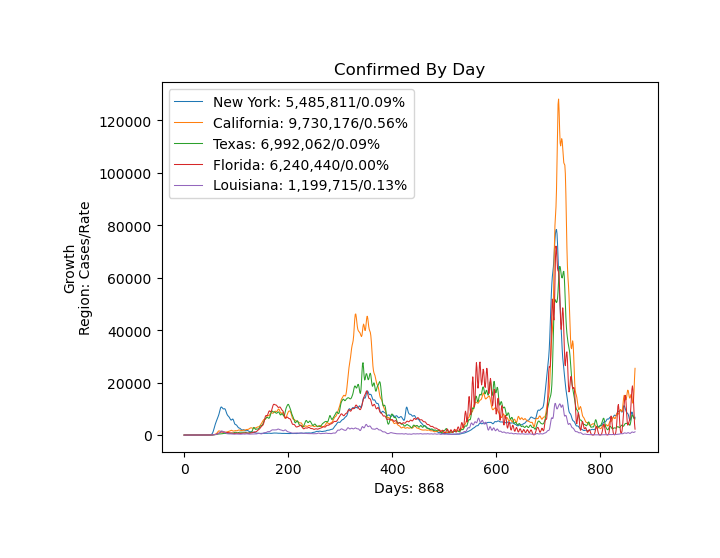 Confirmed By Day
New York: 5,485,811/0.09%
California: 9,730,176/0.56%
Texas: 6,992,062/0.09%
Florida: 6,240,440/0.00%
Louisiana: 1,199,715/0.13%
120000
100000
80000
60000
40000
20000
0
Growth
Region: Cases/Rate
0 200 400 600 800
Days: 868